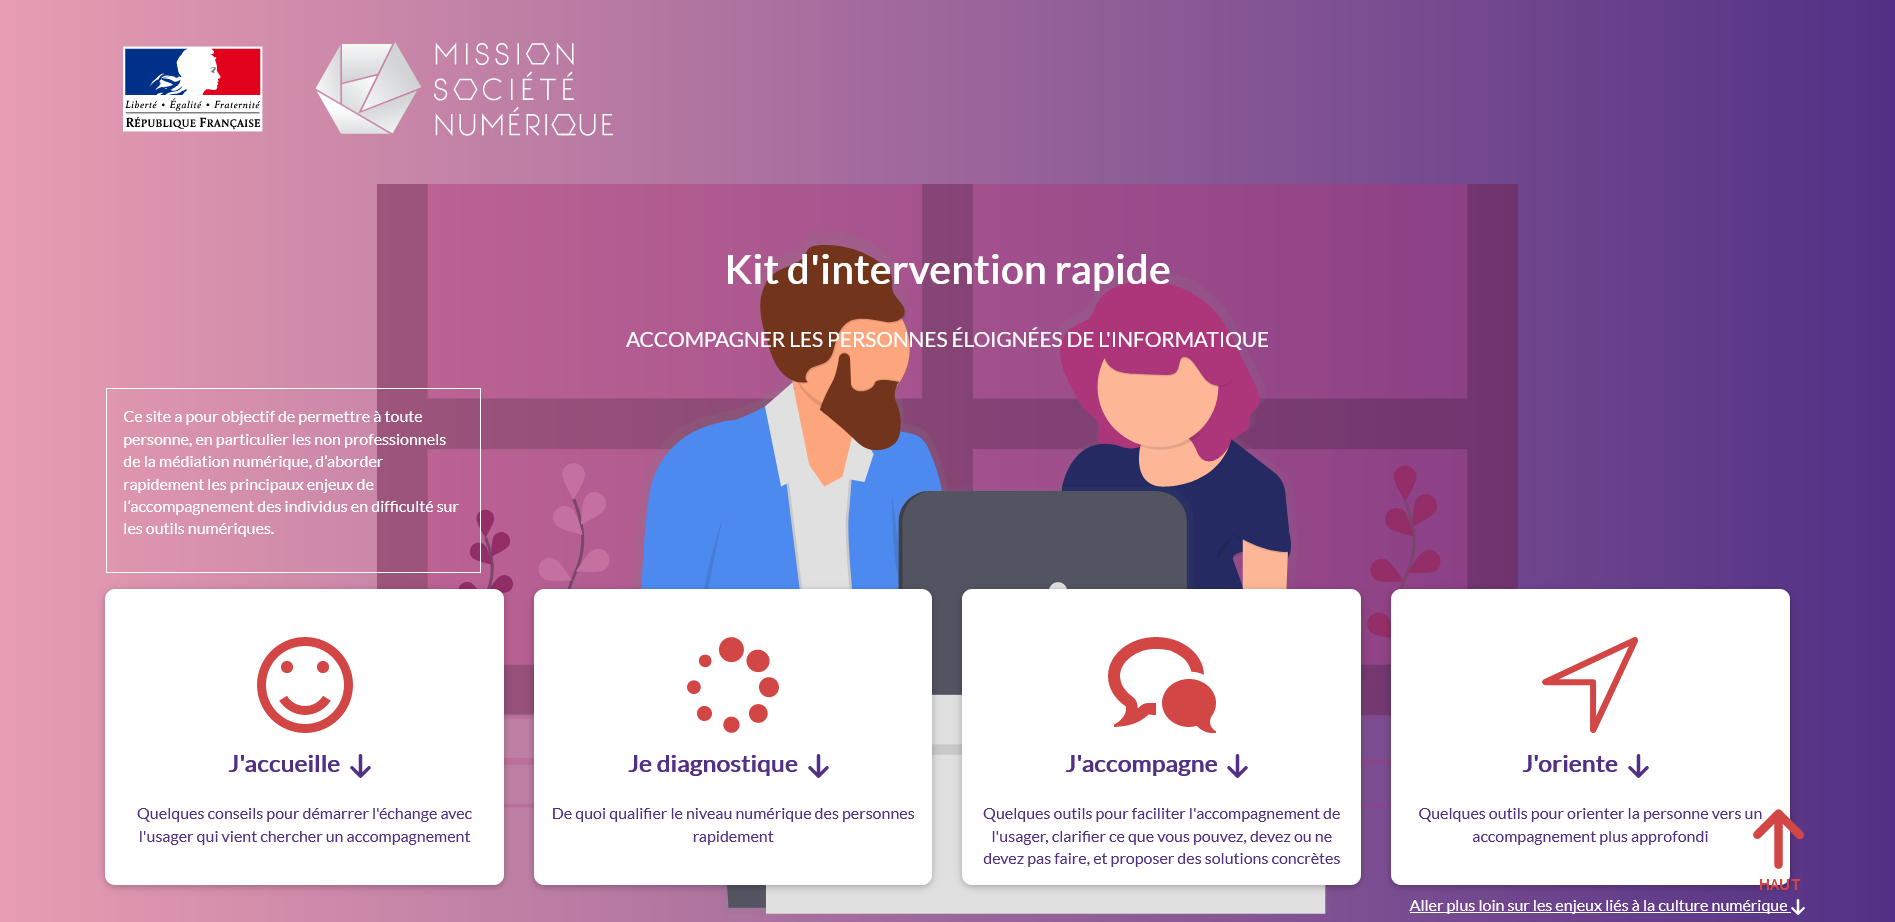 Liberté • Égalité • Fraternité
RÉPUBLIQUE FRANÇAISE
MISSION
SOCIÉTÉ
NUMÉRIQUE
Kit d'intervention rapide
ACCOMPAGNER LES PERSONNES ÉLOIGNÉES DE L'INFORMATIQUE
Ce site a pour objectif de permettre à toute
personne, en particulier les non professionnels
de la médiation numérique, d’aborder
rapidement les principaux enjeux de
l’accompagnement des individus en difficulté sur
les outils numériques.
J'accueille
Quelques conseils pour démarrer l'échange avec
l'usager qui vient chercher un accompagnement
Je diagnostique
De quoi qualifier le niveau numérique des personnes
rapidement
J'accompagne
Quelques outils pour faciliter l'accompagnement de
l'usager, clarifier ce que vous pouvez, devez ou ne
devez pas faire, et proposer des solutions concrètes
J'oriente
Quelques outils pour orienter la personne vers un
accompagnement plus approfondi
HAUT
Aller plus loin sur les enjeux liés à la culture numérique